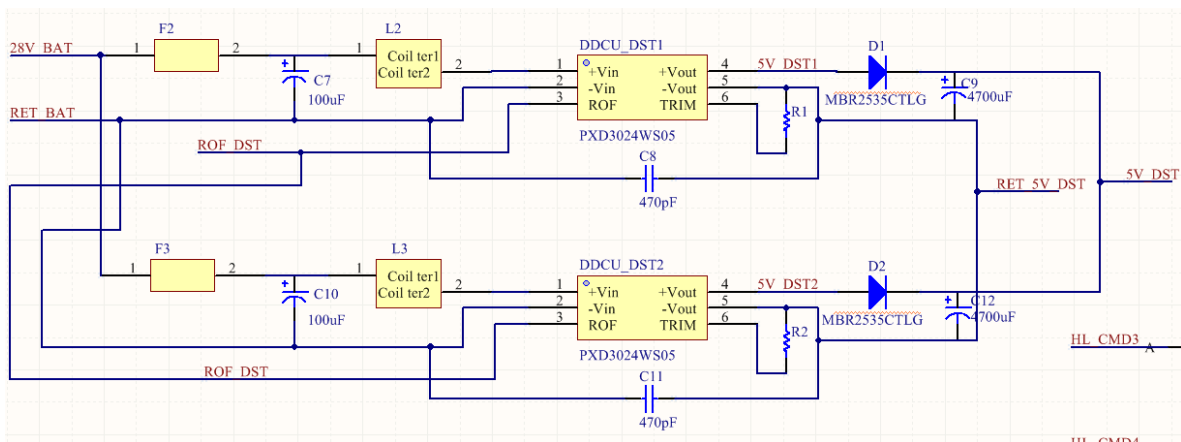 F2
L2
28V_BAT
1
2
1
Coil ter1
Coil ter2
2
C7
100uF
RET_BAT
ROF_DST
DDCU_DST1
1
+Vin
+Vout
4
5V_DST1
2
-Vin
-Vout
5
3
ROF
TRIM
6
PXD3024WS05
R1
D1
MBR2535CTLG
C9
4700uF
C8
470pF
RET_5V_DST
5V_DST
F3
L3
1
2
1
Coil ter1
Coil ter2
2
C10
100uF
ROF_DST
DDCU_DST2
1
+Vin
+Vout
4
5V_DST2
2
-Vin
-Vout
5
3
ROF
TRIM
6
PXD3024WS05
R2
D2
MBR2535CTLG
C12
4700uF
C11
470pF
HL_CMD3
A
HL_CMD4